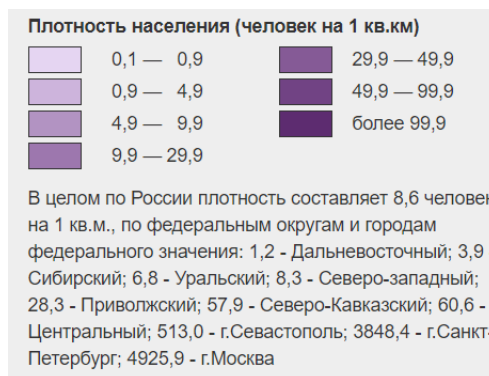 Плотность населения (человек на 1 кв.км)
0,1 — 0,9 29,9 — 49,9
0,9 — 4,9 49,9 — 99,9
4,9 — 9,9 более 99,9
9,9 — 29,9
В целом по России плотность составляет 8,6 человек
на 1 кв.м., по федеральным округам и городам
федерального значения: 1,2 - Дальневосточный; 3,9
Сибирский; 6,8 - Уральский; 8,3 - Северо-западный;
28,3 - Приволжский; 57,9 - Северо-Кавказский; 60,6 -
Центральный; 513,0 - г.Севастополь; 3848,4 - г.Санкт-
Петербург; 4925,9 - г.Москва